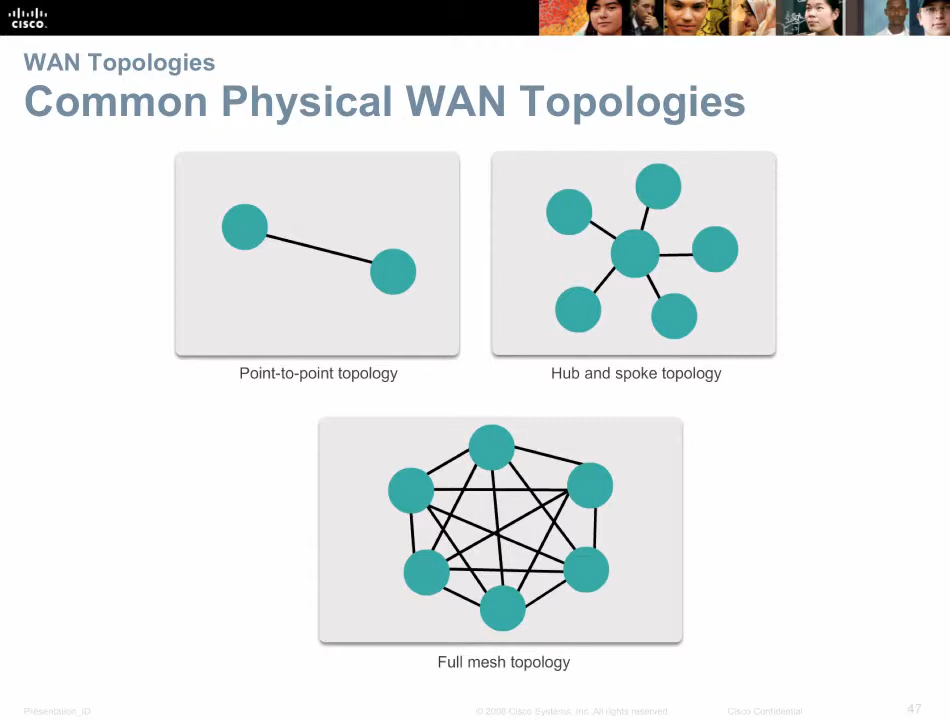 CISCO.
WAN Topologies
Common Physical WAN Topologies
Point-to-point topology
Hub and spoke topology
Full mesh topology
Presentation_ID
© 2008 Cisco Systems, Inc. All rights reserved.
Cisco Confidential
47